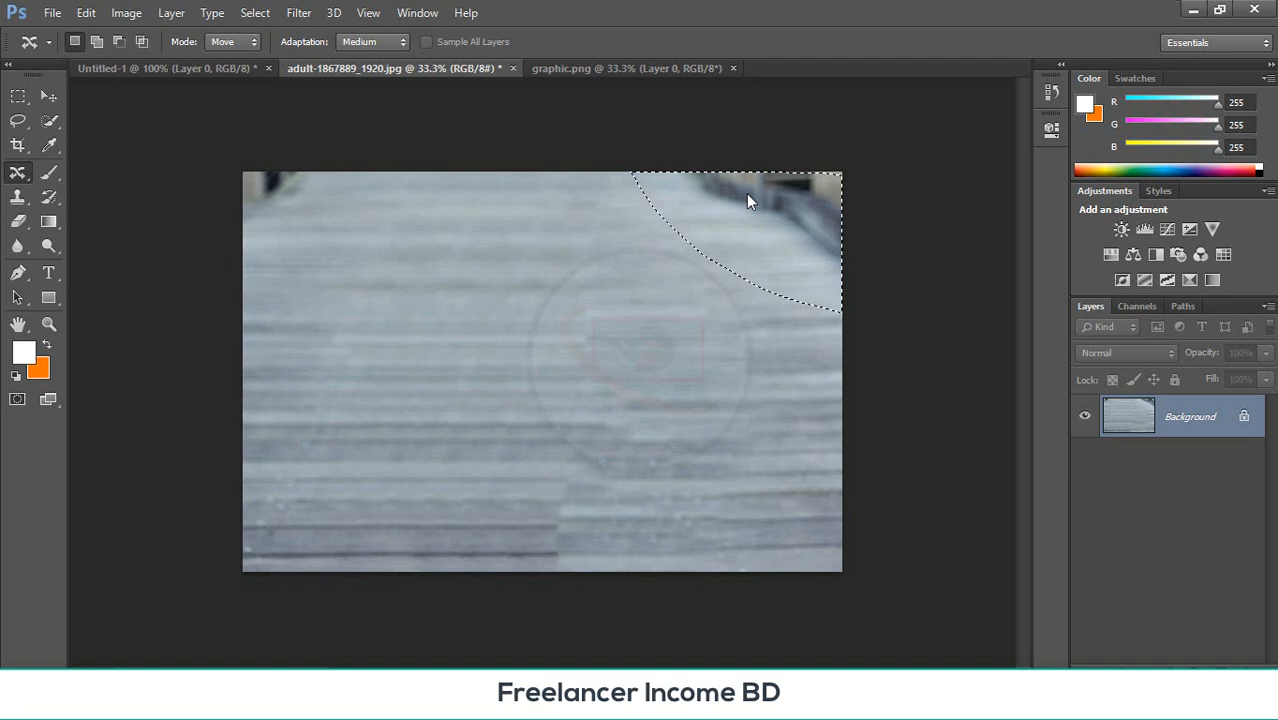 Ps File Edit Image Layer Type Select Filter 3D View Window Help
Mode: Move Adaptation: Medium Sample All Layers Essentials
Untitled-1 @ 100% (Layer 0, RGB/8) * × adult-1867889_1920.jpg @ 33.3% (RGB/8#) * × graphic.png @ 33.3% (Layer 0, RGB/8*) ×
Color Swatches
R 255
G 255
B 255
Adjustments Styles
Add an adjustment
Layers Channels Paths
Kind
Normal Opacity: 100%
Lock: Fill: 100%
Background
Freelancer Income BD